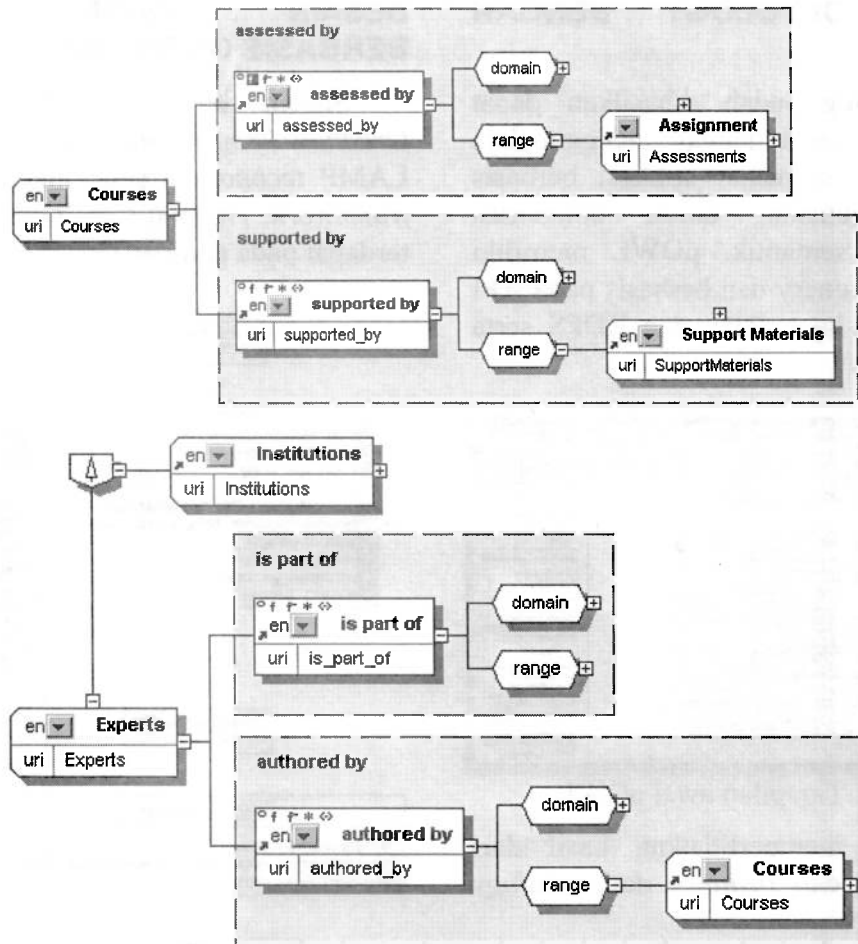 assessed by
en assessed by
uri assessed_by
domain
range
Assignment
uri Assessments
en Courses
uri Courses
supported by
en supported by
uri supported_by
domain
range
en Support Materials
uri SupportMaterials
en Institutions
uri Institutions
is part of
en is part of
uri is_part_of
domain
range
en Experts
uri Experts
authored by
en authored by
uri authored_by
domain
range
en Courses
uri Courses